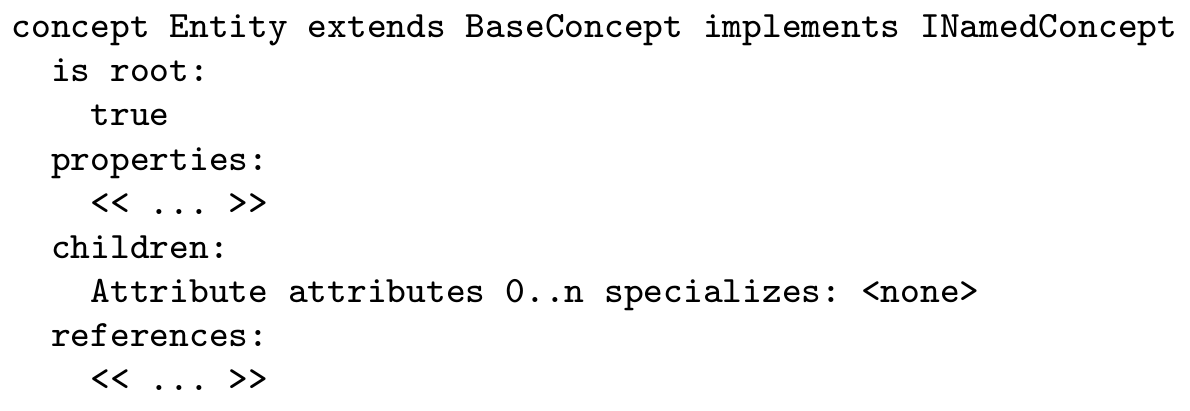 concept Entity extends BaseConcept implements INamedConcept
  is root:
    true
  properties:
    << ... >>
  children:
    Attribute attributes 0..n specializes: <none>
  references:
    << ... >>